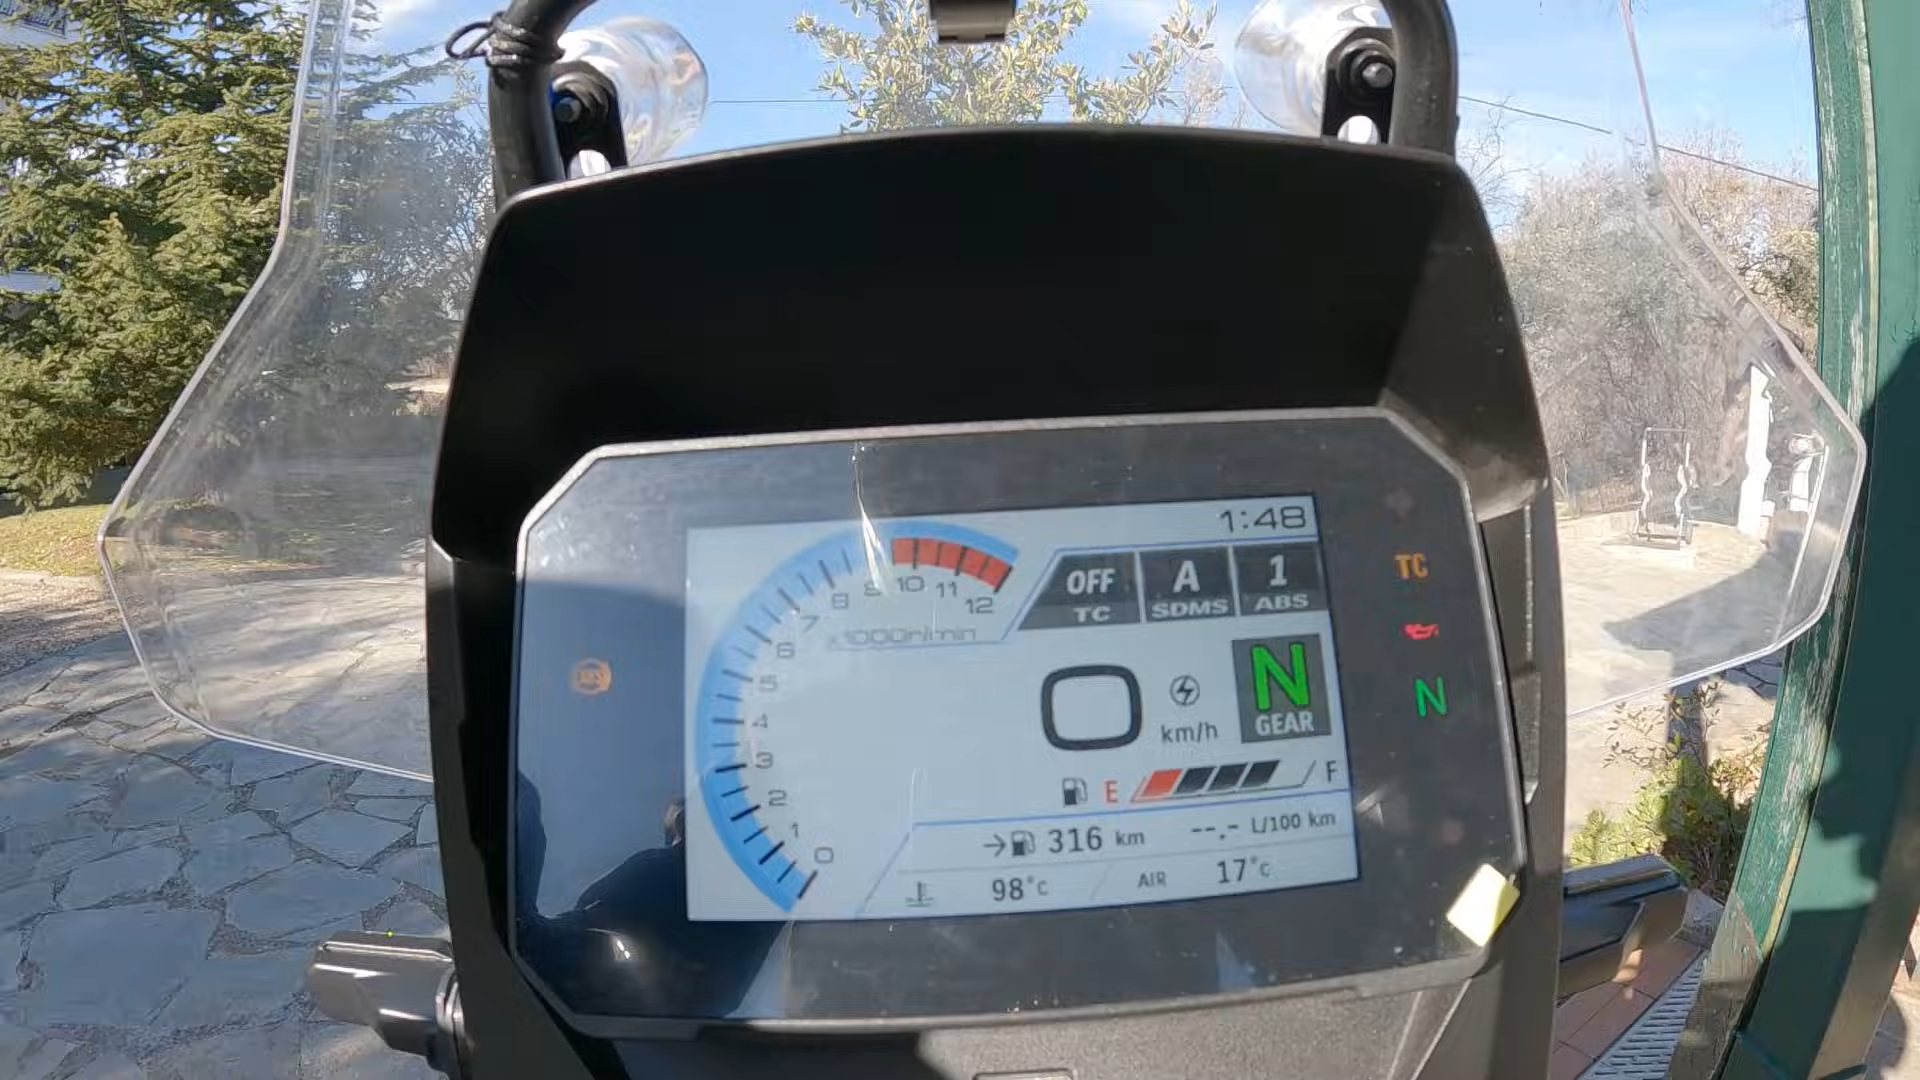 1:48
OFF A 1
TC SDMS ABS
TC
0 1 2 3 4 5 6 7 8 9 10 11 12
x1000r/min
ABS
0 km/h
N
GEAR
N
E / F
316 km --.- L/100 km
98°C AIR 17°C